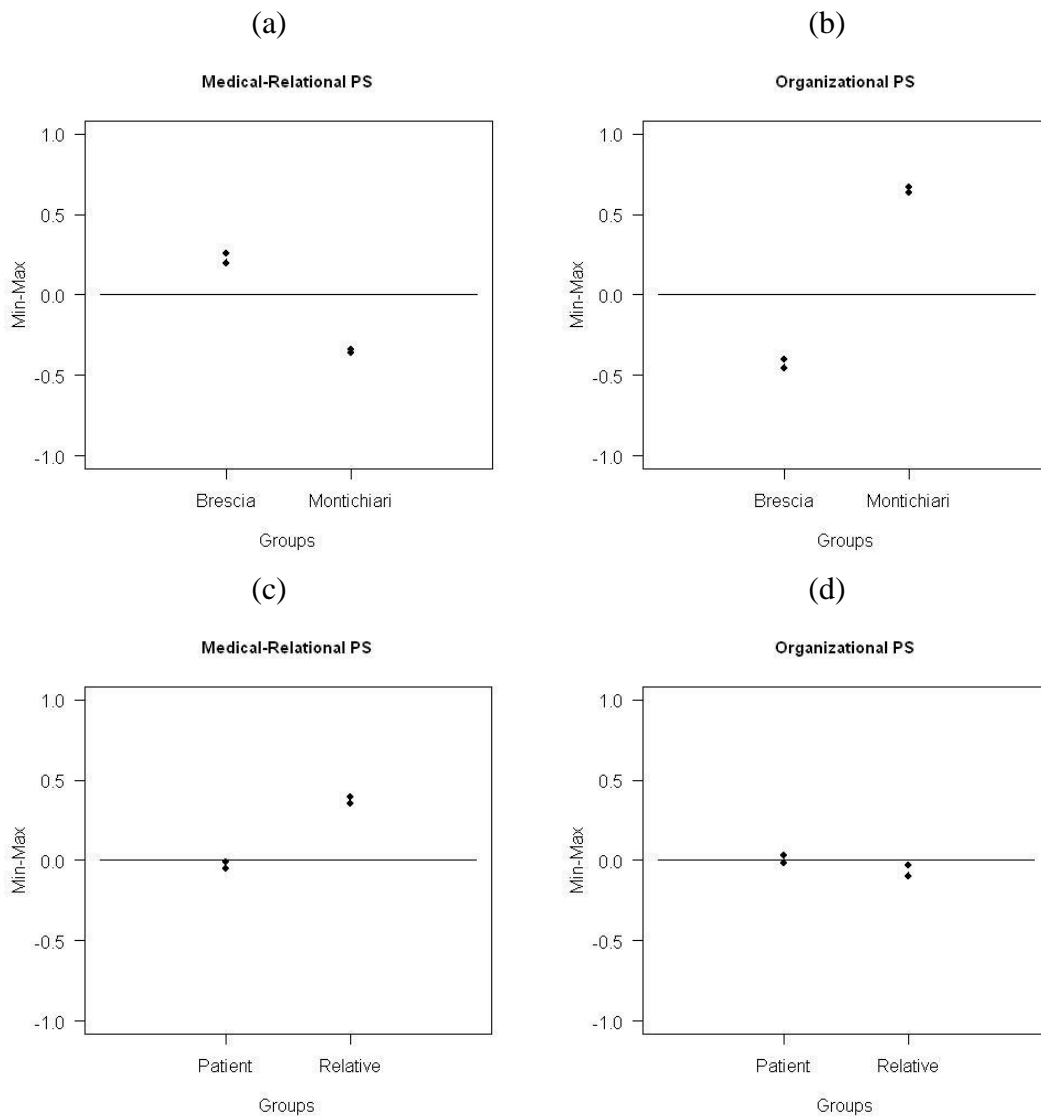 (a)
Medical-Relational PS
1.0
0.5
0.0
-0.5
-1.0
Min-Max
Brescia Montichiari
Groups
(b)
Organizational PS
1.0
0.5
0.0
-0.5
-1.0
Min-Max
Brescia Montichiari
Groups
(c)
Medical-Relational PS
1.0
0.5
0.0
-0.5
-1.0
Min-Max
Patient Relative
Groups
(d)
Organizational PS
1.0
0.5
0.0
-0.5
-1.0
Min-Max
Patient Relative
Groups